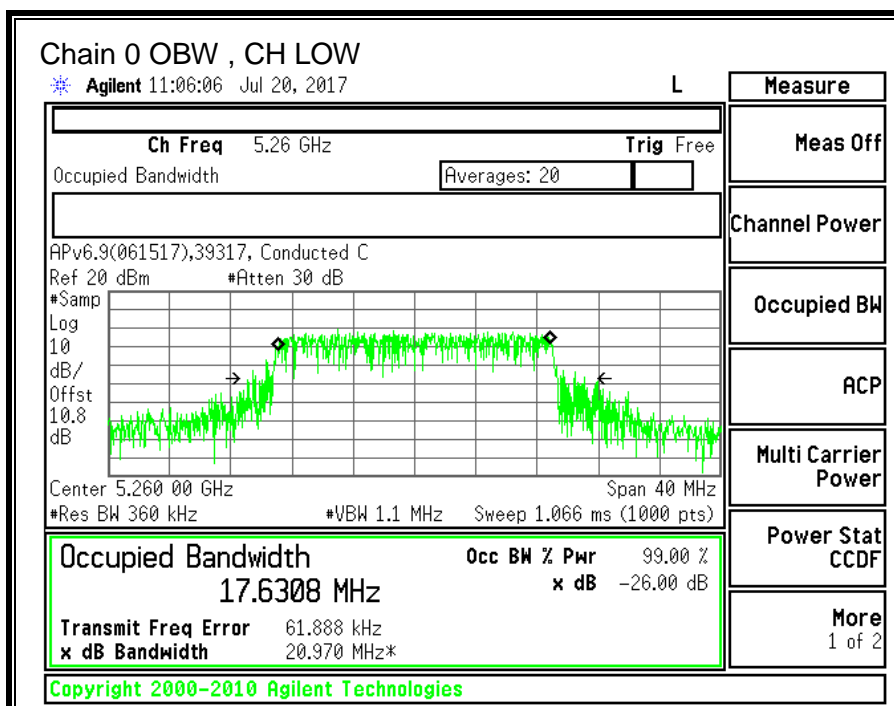 Chain 0 OBW , CH LOW
Agilent 11:06:06 Jul 20, 2017 L
Ch Freq 5.26 GHz Trig Free
Occupied Bandwidth Averages: 20
APv6.9(061517),39317, Conducted C
Ref 20 dBm #Atten 30 dB
#Samp
Log
10
dB/
Offst
10.8
dB
Center 5.260 00 GHz Span 40 MHz
#Res BW 360 kHz #VBW 1.1 MHz Sweep 1.066 ms (1000 pts)
Occupied Bandwidth Occ BW % Pwr 99.00 %
17.6308 MHz x dB -26.00 dB
Transmit Freq Error 61.888 kHz
x dB Bandwidth 20.970 MHz*
Copyright 2000-2010 Agilent Technologies
Measure
Meas Off
Channel Power
Occupied BW
ACP
Multi Carrier
Power
Power Stat
CCDF
More
1 of 2